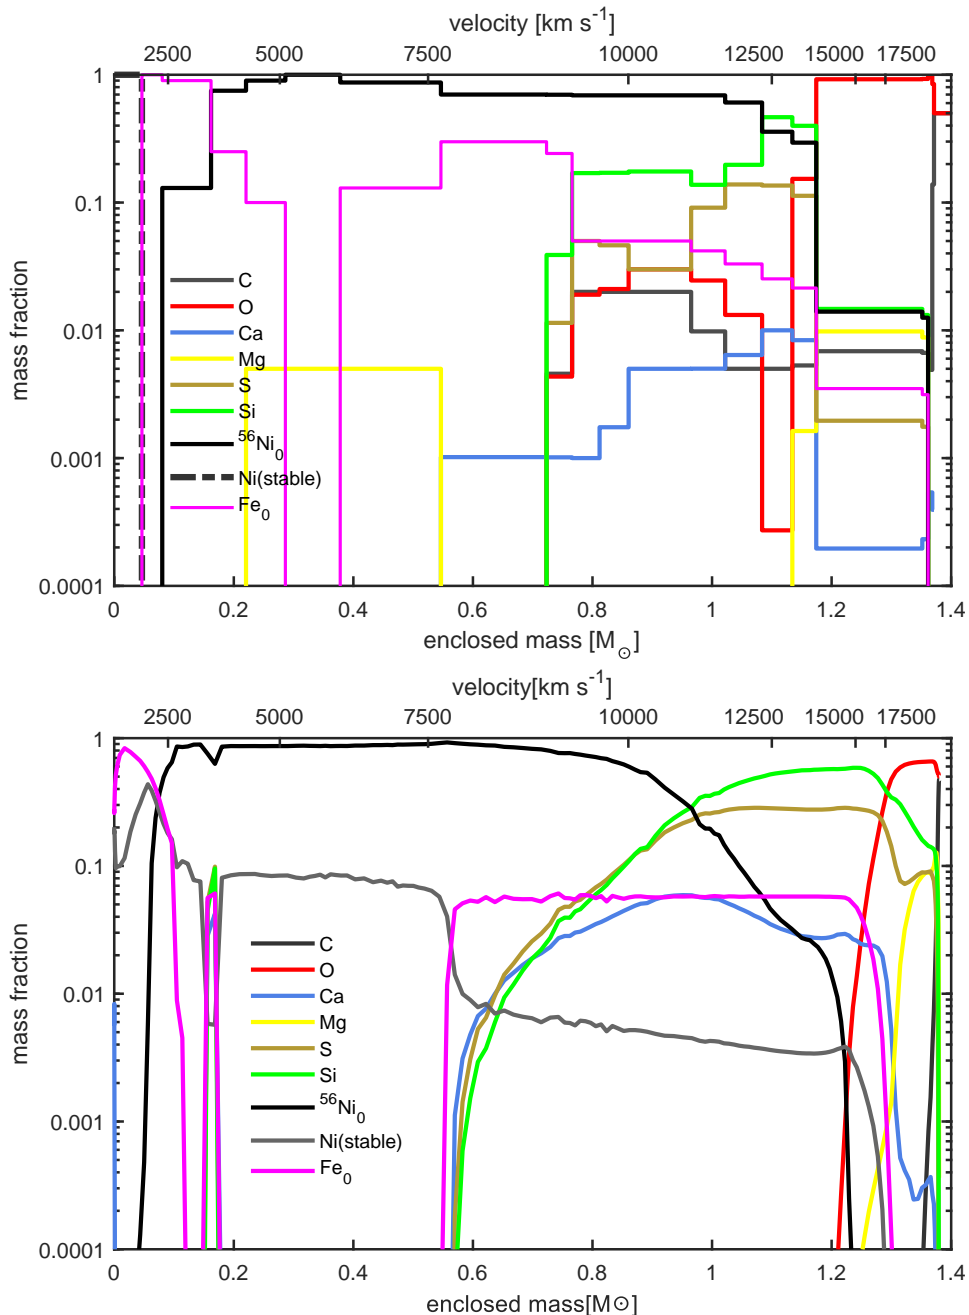 velocity [km s-1]
2500 5000 7500 10000 12500 15000 17500
1
0.1
0.01
0.001
0.0001
mass fraction
C
O
Ca
Mg
S
Si
56Ni0
Ni(stable)
Fe0
0 0.2 0.4 0.6 0.8 1 1.2 1.4
enclosed mass [M⊙]
velocity[km s-1]
2500 5000 7500 10000 12500 15000 17500
1
0.1
0.01
0.001
0.0001
mass fraction
C
O
Ca
Mg
S
Si
56Ni0
Ni(stable)
Fe0
0 0.2 0.4 0.6 0.8 1 1.2 1.4
enclosed mass[M⊙]